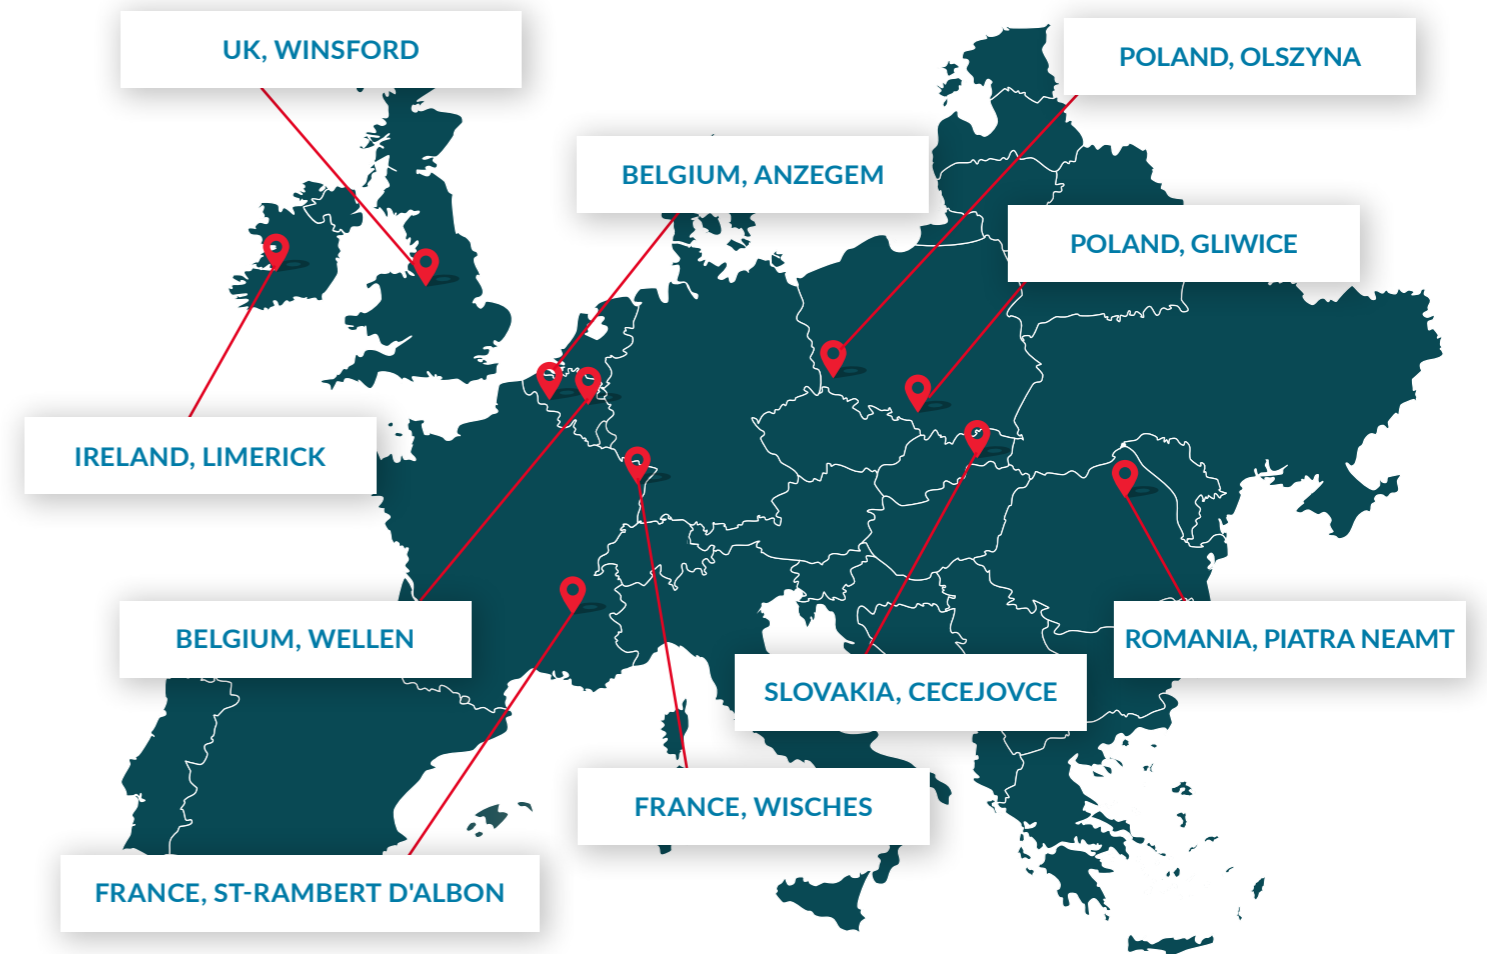 UK, WINSFORD
POLAND, OLSZYNA
BELGIUM, ANZEGEM
POLAND, GLIWICE
IRELAND, LIMERICK
BELGIUM, WELLEN
ROMANIA, PIATRA NEAMT
SLOVAKIA, CECEJOVCE
FRANCE, WISCHES
FRANCE, ST-RAMBERT D'ALBON